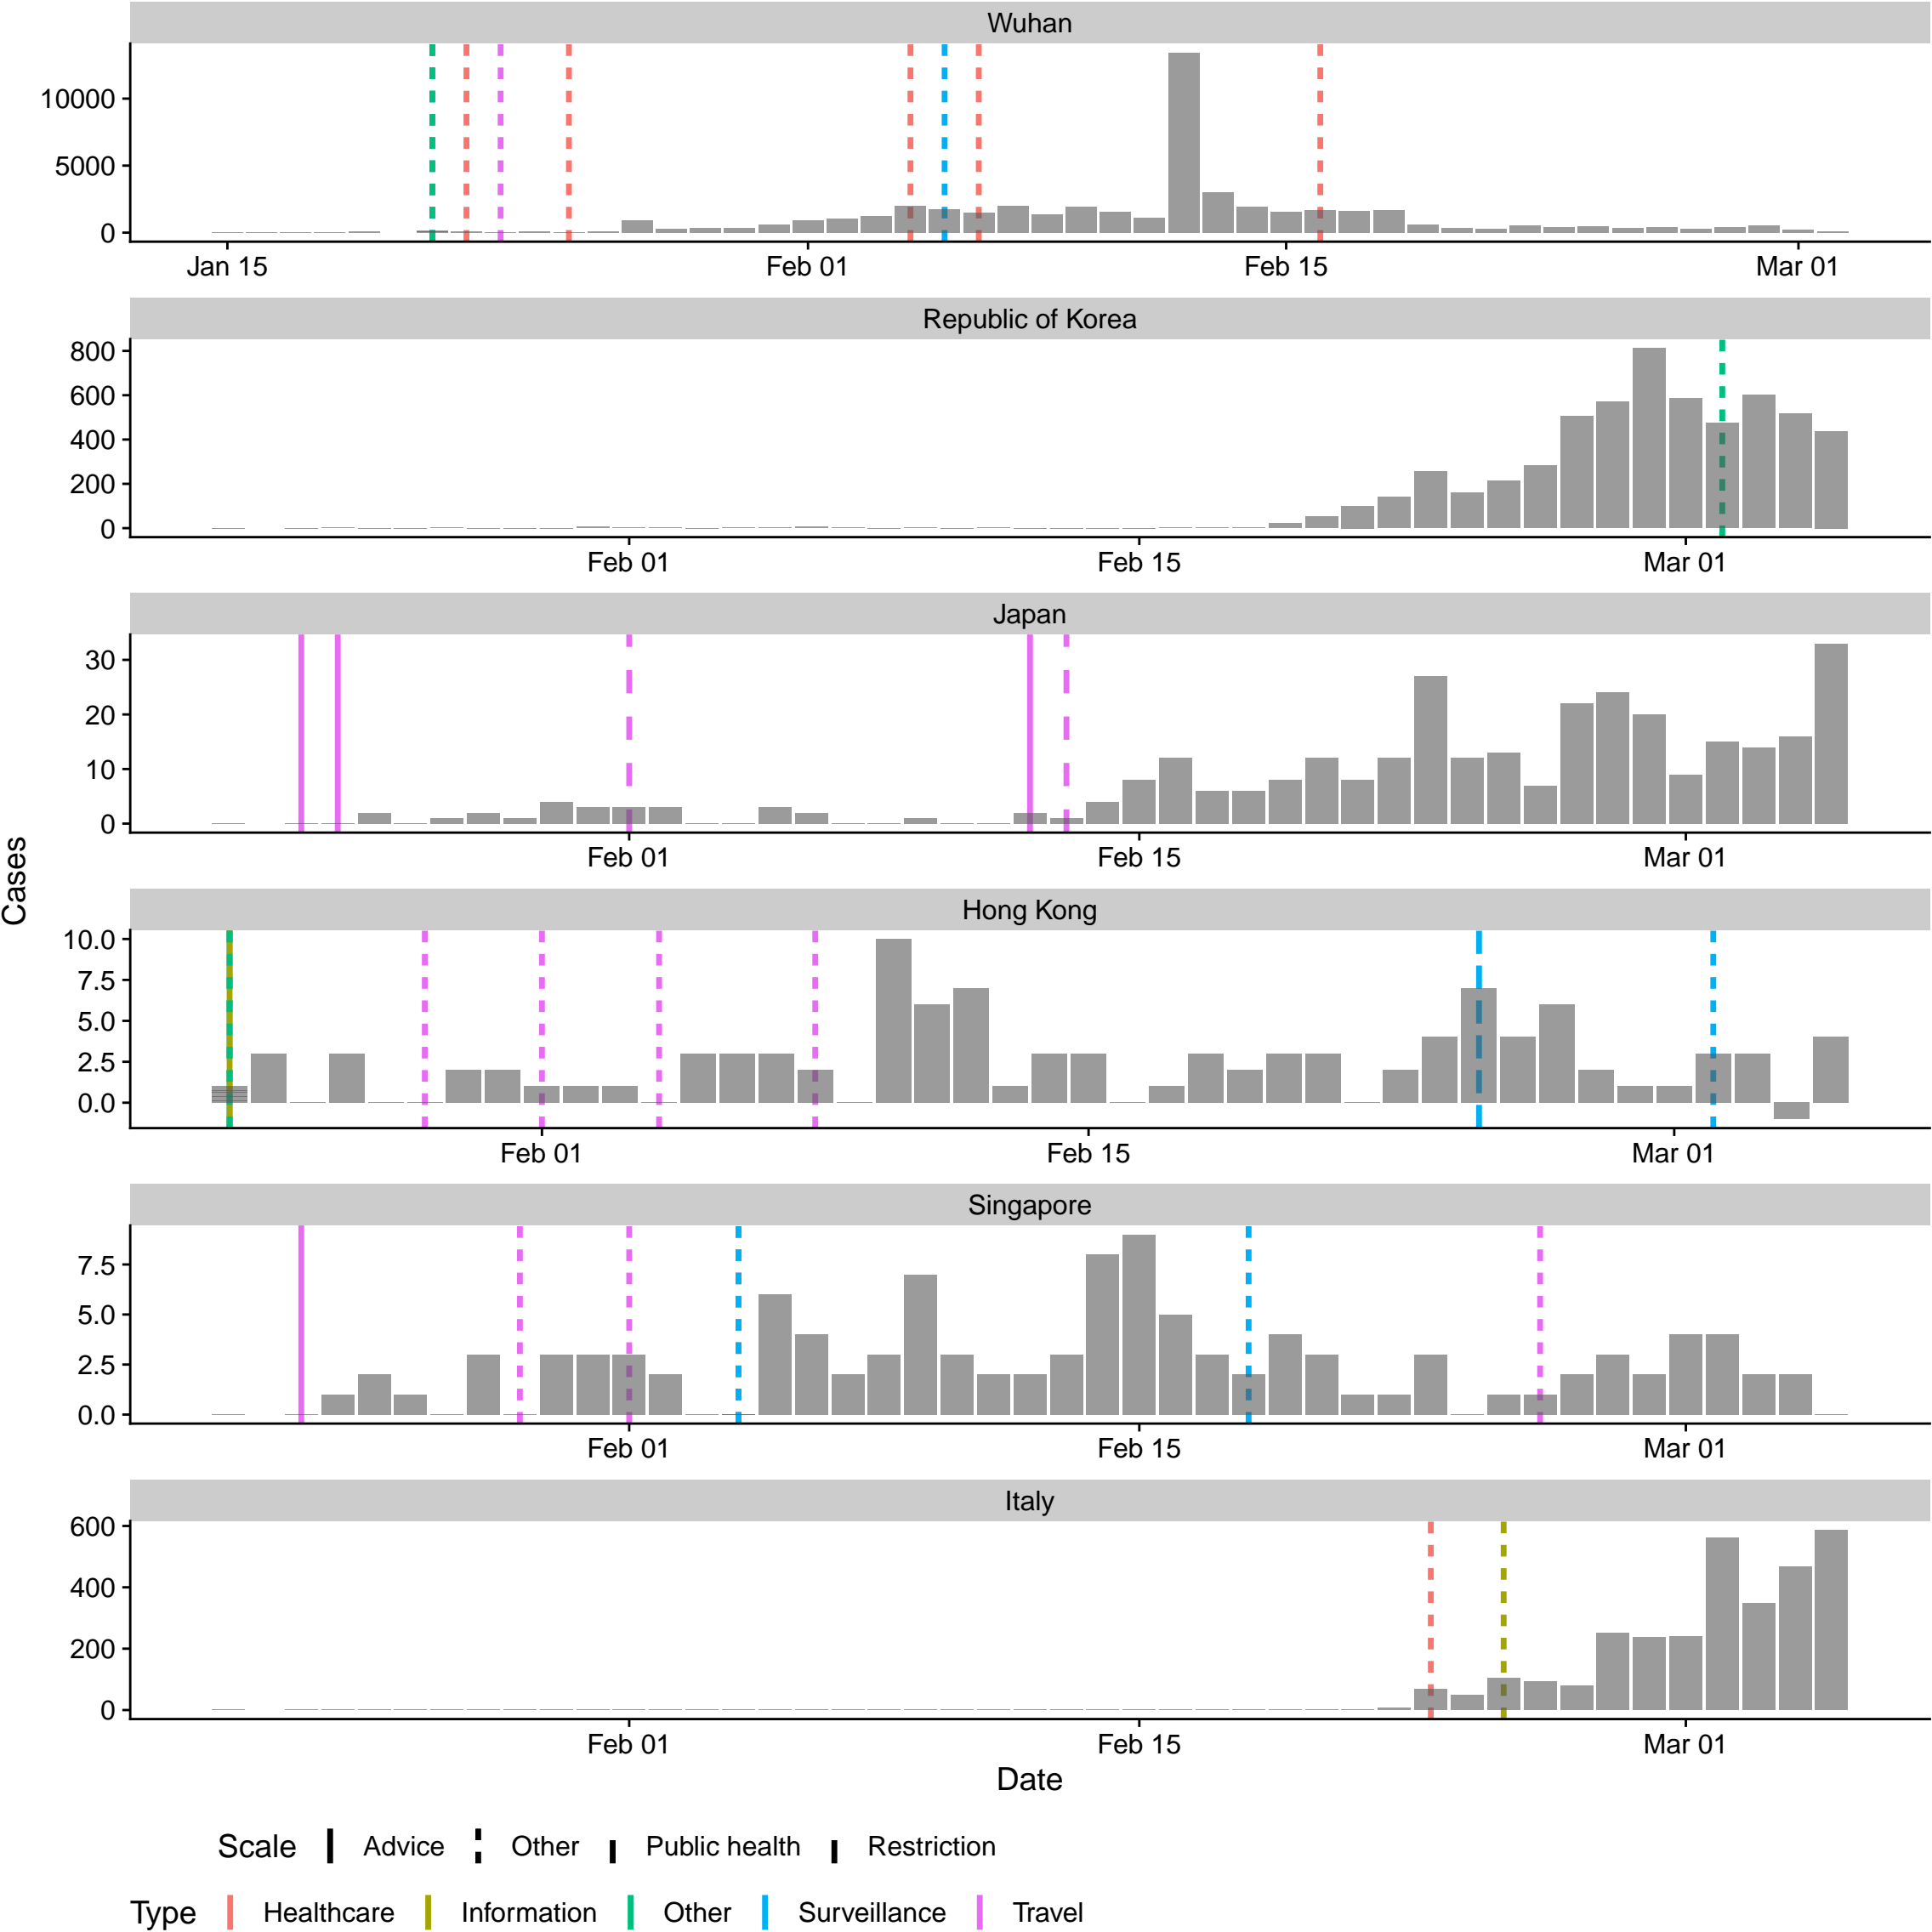 Wuhan
10000
5000
0
Jan 15 Feb 01 Feb 15 Mar 01
Republic of Korea
800
600
400
200
0
Feb 01 Feb 15 Mar 01
Japan
30
20
10
0
Feb 01 Feb 15 Mar 01
Cases
Hong Kong
10.0
7.5
5.0
2.5
0.0
Feb 01 Feb 15 Mar 01
Singapore
7.5
5.0
2.5
0.0
Feb 01 Feb 15 Mar 01
Italy
600
400
200
0
Feb 01 Feb 15 Mar 01
Date
Scale Advice Other Public health Restriction
Type Healthcare Information Other Surveillance Travel